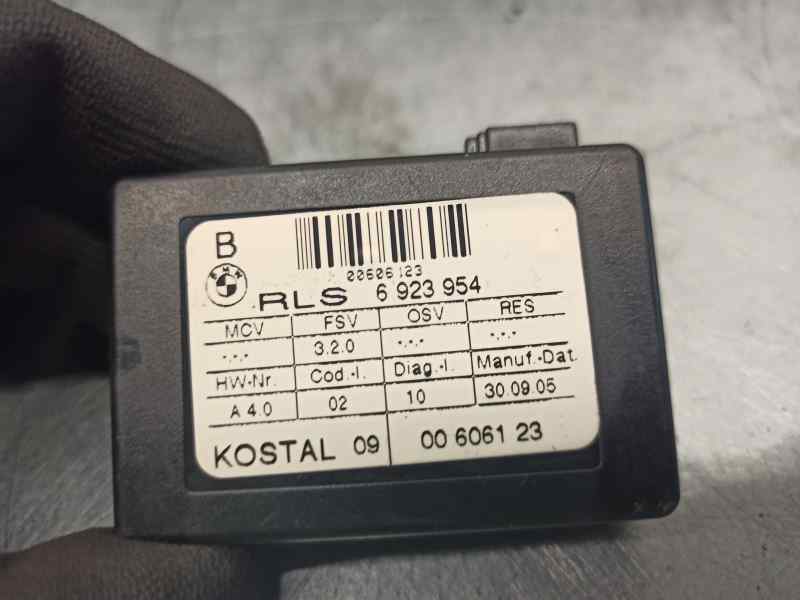 B
00606123
BMW
RLS 6 923 954
MCV FSV OSV RES
-.-.- 3.2.0 -.-.- -.-.-
HW-Nr. Cod.-I. Diag.-I. Manuf.-Dat.
A 4.0 02 10 30.09.05
KOSTAL 09 00 6061 23